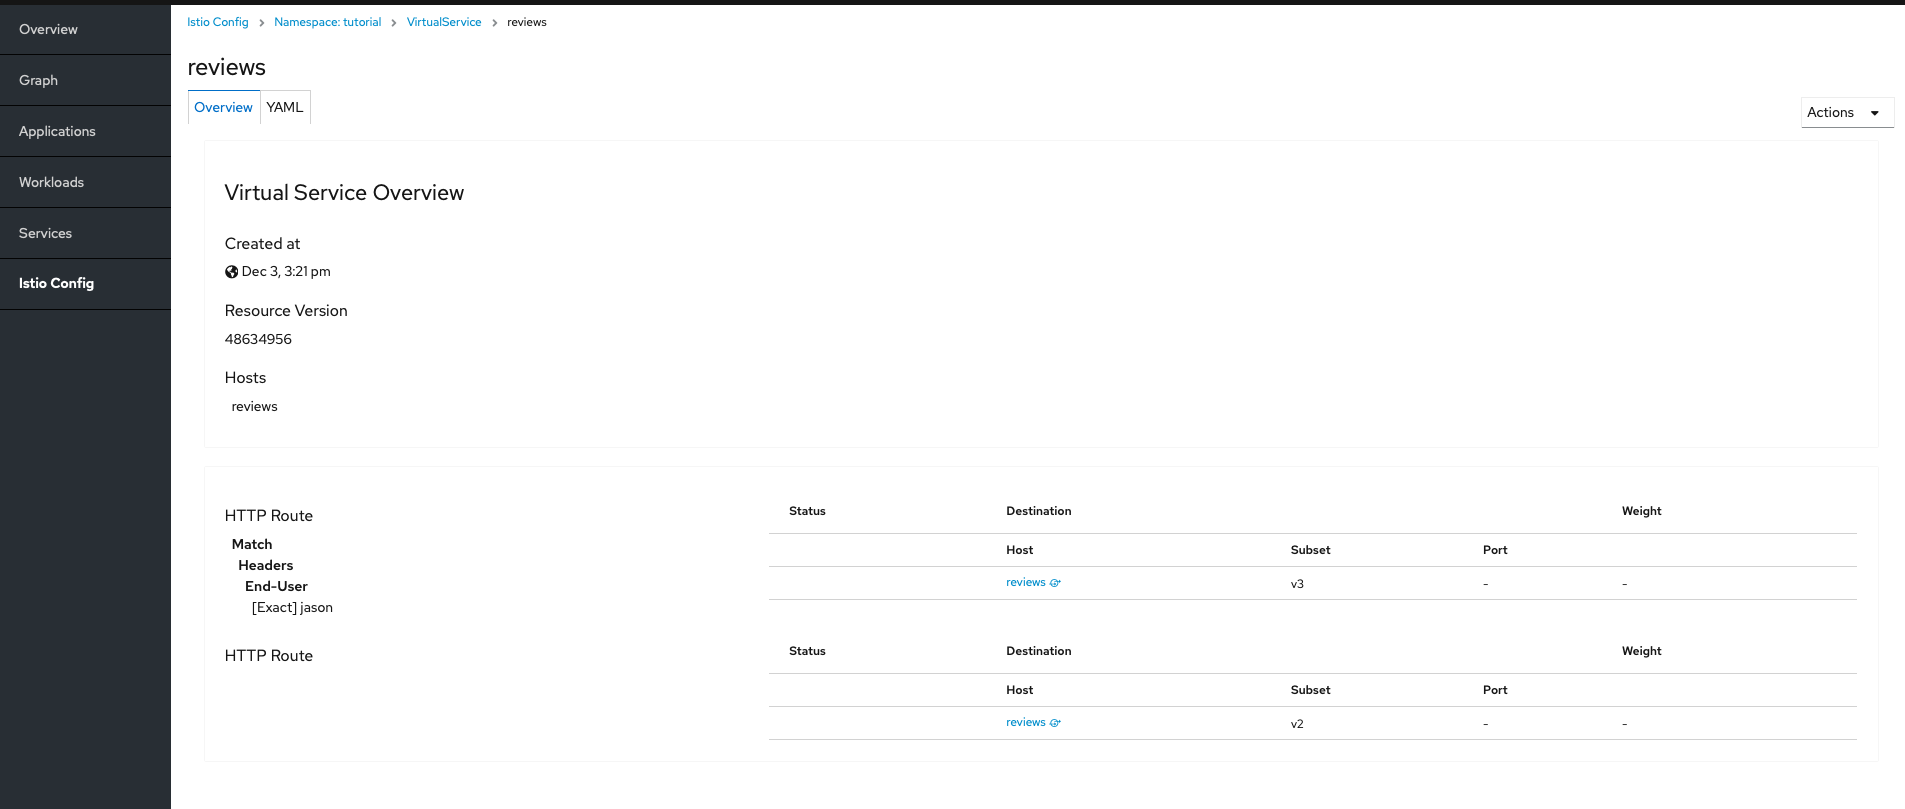 Overview
Graph
Applications
Workloads
Services
Istio Config
Istio Config > Namespace: tutorial > VirtualService > reviews
reviews
Overview YAML
Actions
Virtual Service Overview
Created at
Dec 3, 3:21 pm
Resource Version
48634956
Hosts
reviews
HTTP Route
Match
Headers
End-User
[Exact] jason
Status Destination Weight
Host Subset Port
reviews v3 - -
HTTP Route
Status Destination Weight
Host Subset Port
reviews v2 - -